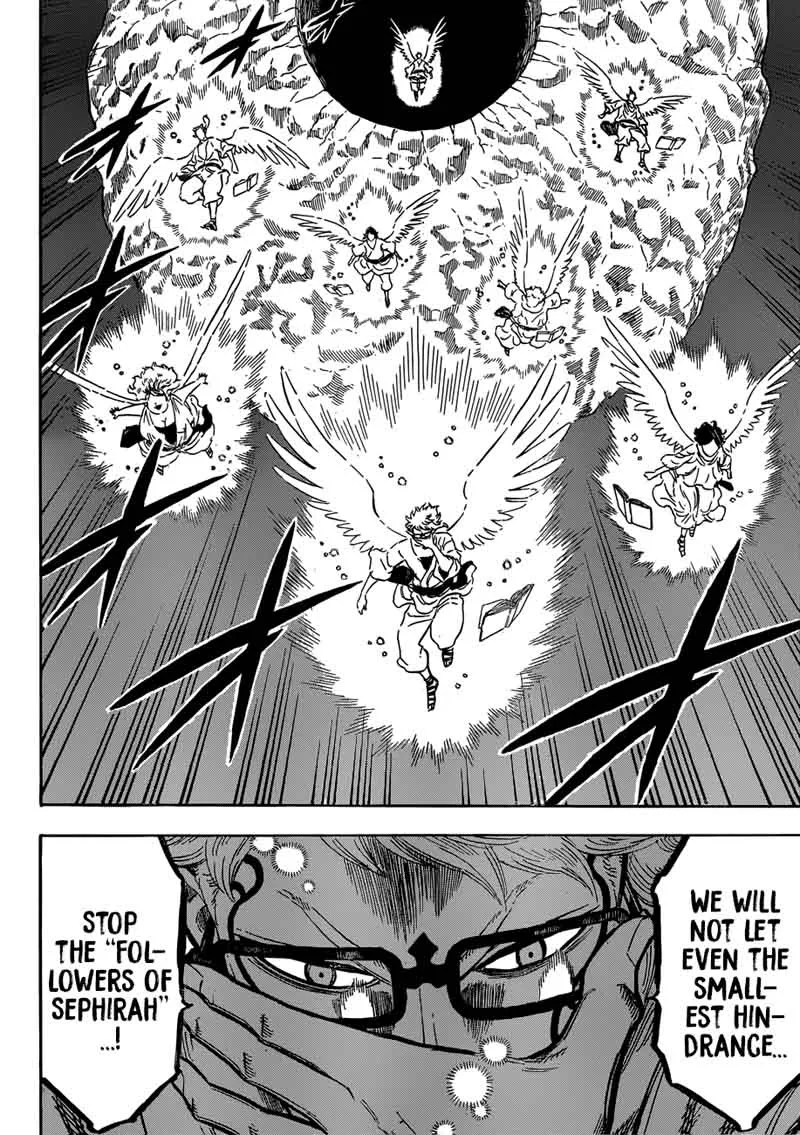 WE WILL
NOT LET
EVEN THE
SMALL-
EST HIN-
DRANCE...
STOP
THE "FOL-
LOWERS OF
SEPHIRAH"
...!